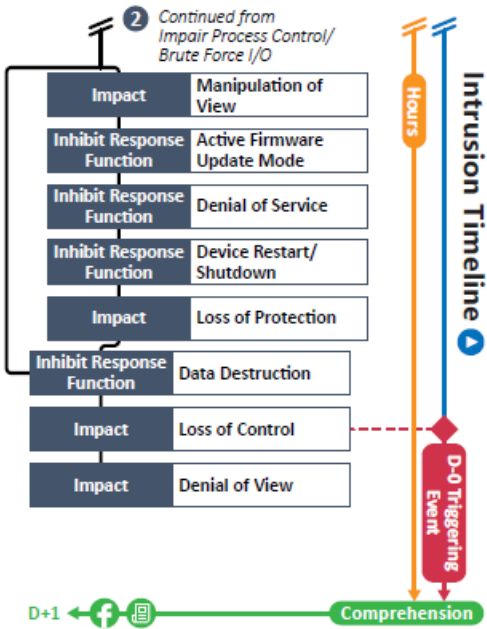 2 Continued from
Impair Process Control/
Brute Force I/O
Impact
Manipulation of
View
Inhibit Response
Function
Active Firmware
Update Mode
Inhibit Response
Function
Denial of Service
Inhibit Response
Function
Device Restart/
Shutdown
Impact
Loss of Protection
Inhibit Response
Function
Data Destruction
Impact
Loss of Control
Impact
Denial of View
Hours
Intrusion Timeline
D-0 Triggering
Event
D+1
Comprehension